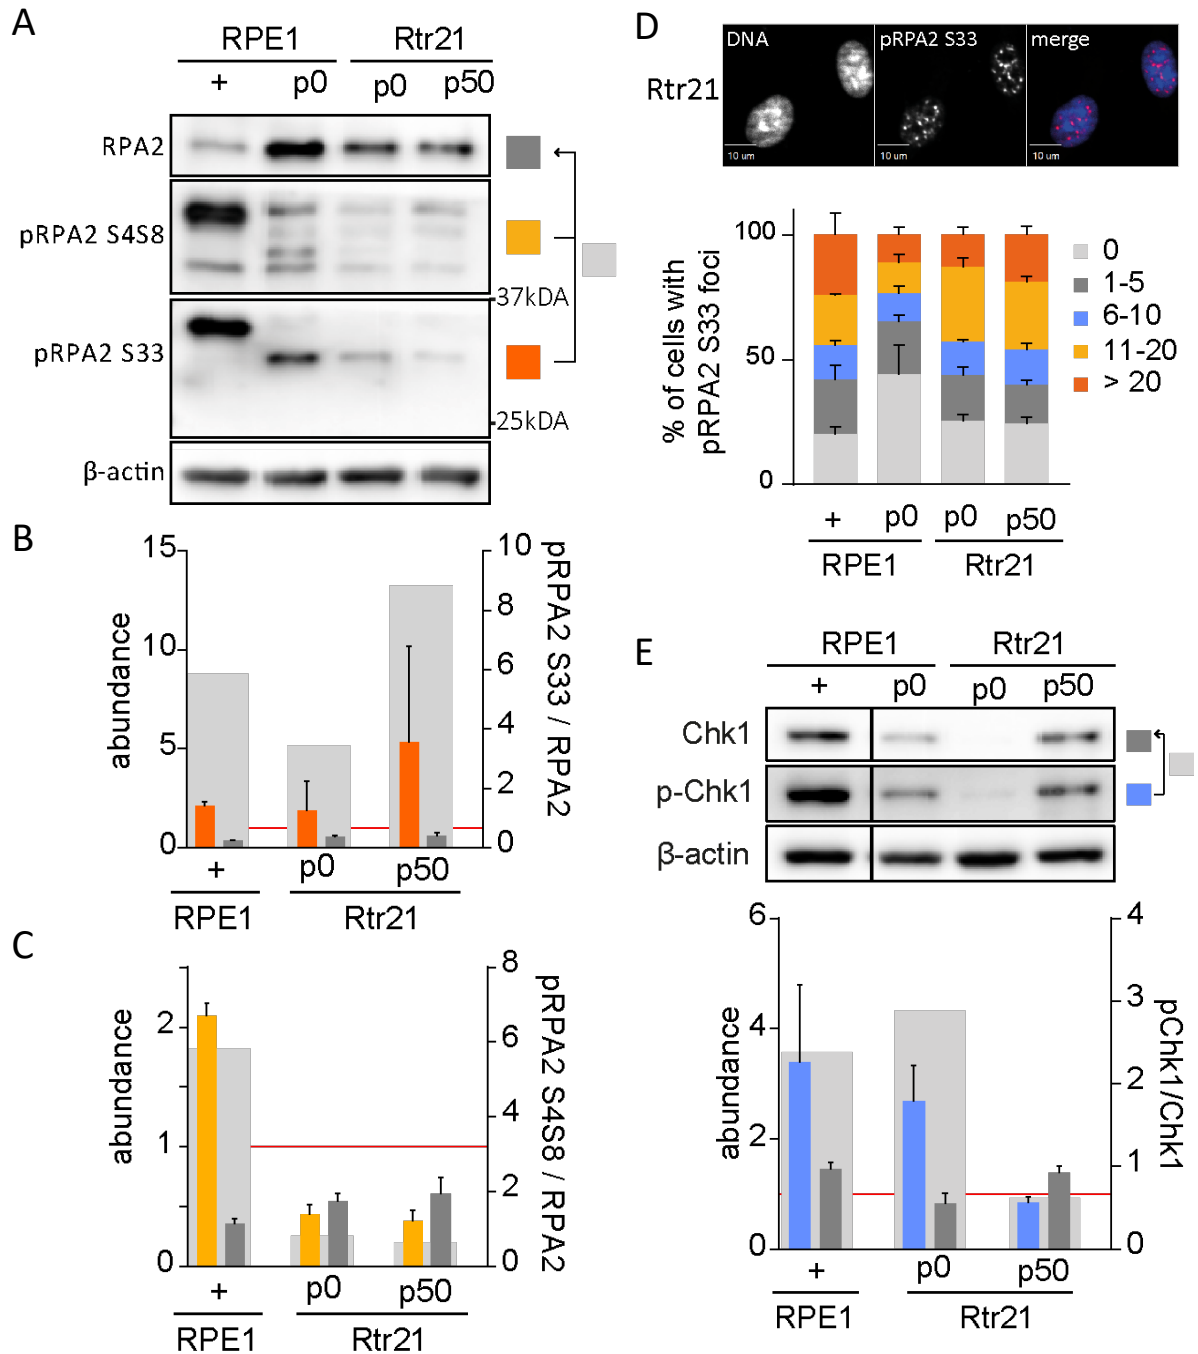 A
RPE1 Rtr21
+ p0 p0 p50
RPA2
pRPA2 S4S8
-37kDA
pRPA2 S33
-25kDA
β-actin
B
15
10
5
0
abundance
10
8
6
4
2
0
pRPA2 S33 / RPA2
+ p0 p50
RPE1 Rtr21
C
2
1
0
abundance
8
6
4
2
0
pRPA2 S4S8 / RPA2
+ p0 p50
RPE1 Rtr21
D
Rtr21
DNA pRPA2 S33 merge
10 um 10 um 10 um
100
50
0
% of cells with
pRPA2 S33 foci
0
1-5
6-10
11-20
> 20
+ p0 p0 p50
RPE1 Rtr21
E
RPE1 Rtr21
+ p0 p0 p50
Chk1
p-Chk1
β-actin
6
4
2
0
abundance
4
3
2
1
0
pChk1/Chk1
+ p0 p50
RPE1 Rtr21